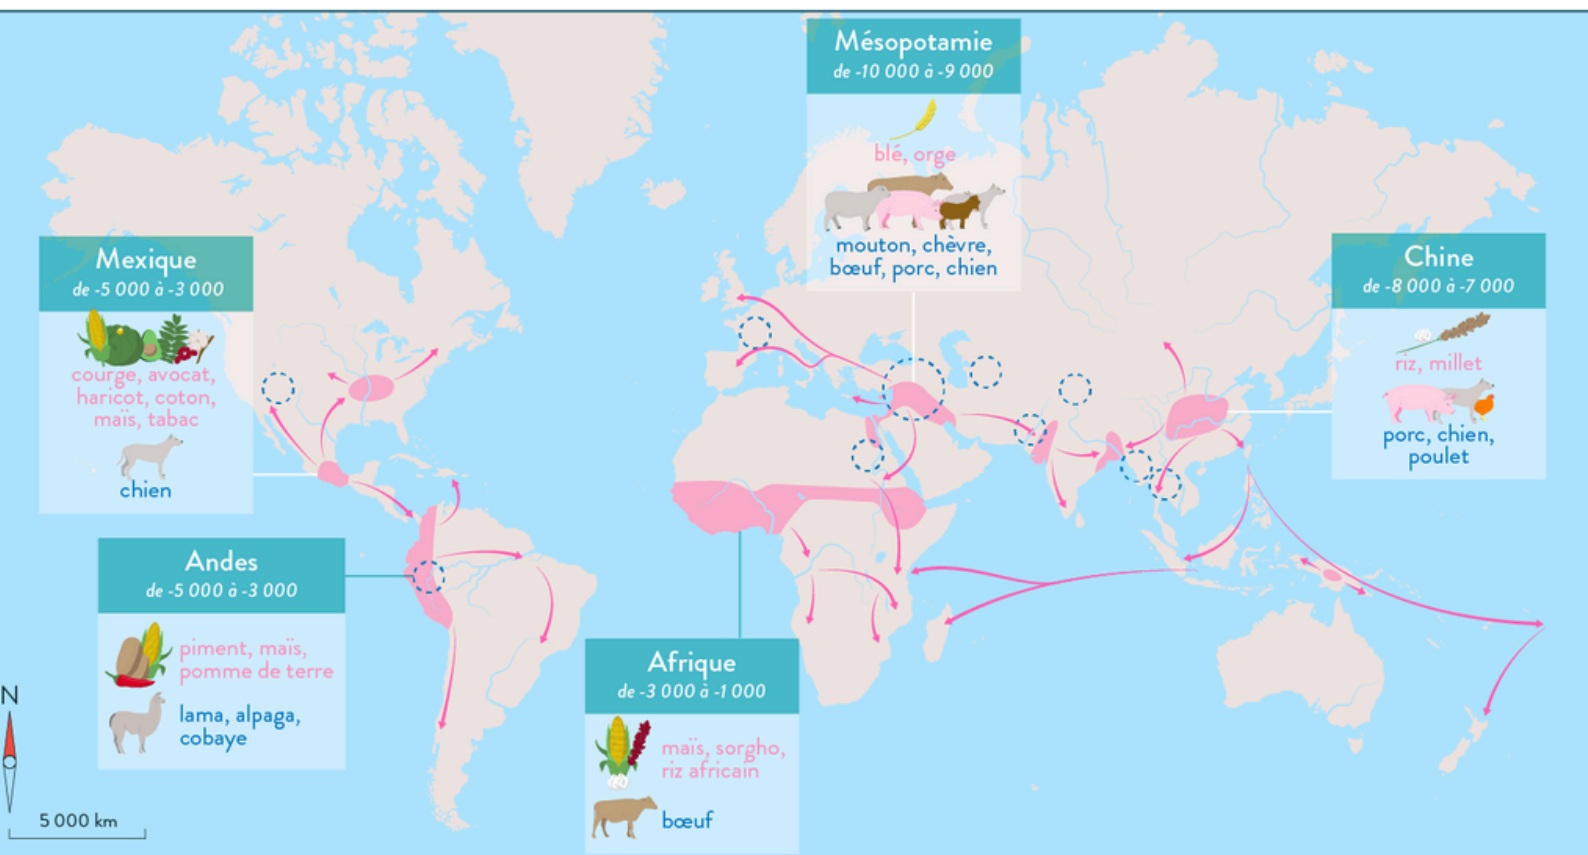 Mésopotamie
de -10 000 à -9 000
blé, orge
mouton, chèvre,
bœuf, porc, chien
Mexique
de -5 000 à -3 000
courge, avocat,
haricot, coton,
maïs, tabac
chien
Chine
de -8 000 à -7 000
riz, millet
porc, chien,
poulet
Andes
de -5 000 à -3 000
piment, maïs,
pomme de terre
lama, alpaga,
cobaye
Afrique
de -3 000 à -1 000
maïs, sorgho,
riz africain
bœuf
N
5 000 km